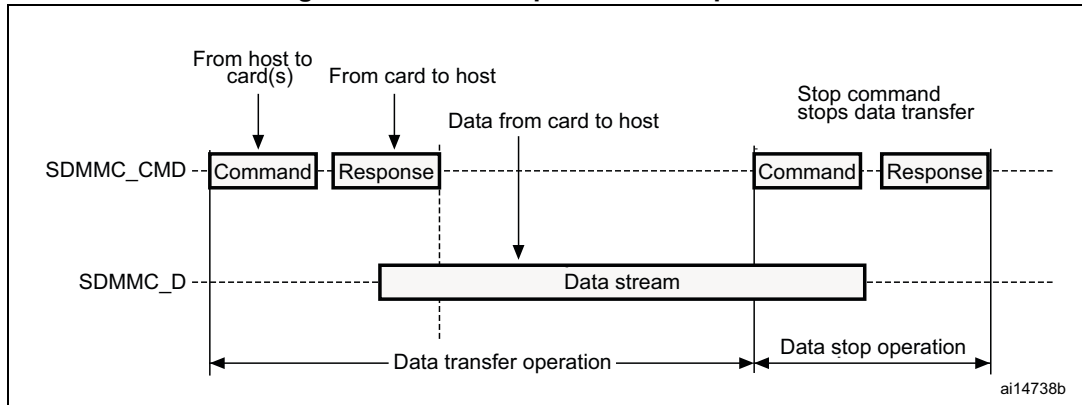 From host to
card(s)
From card to host
Data from card to host
Stop command
stops data transfer
SDMMC_CMD
Command
Response
Command
Response
SDMMC_D
Data stream
Data transfer operation
Data stop operation
ai14738b